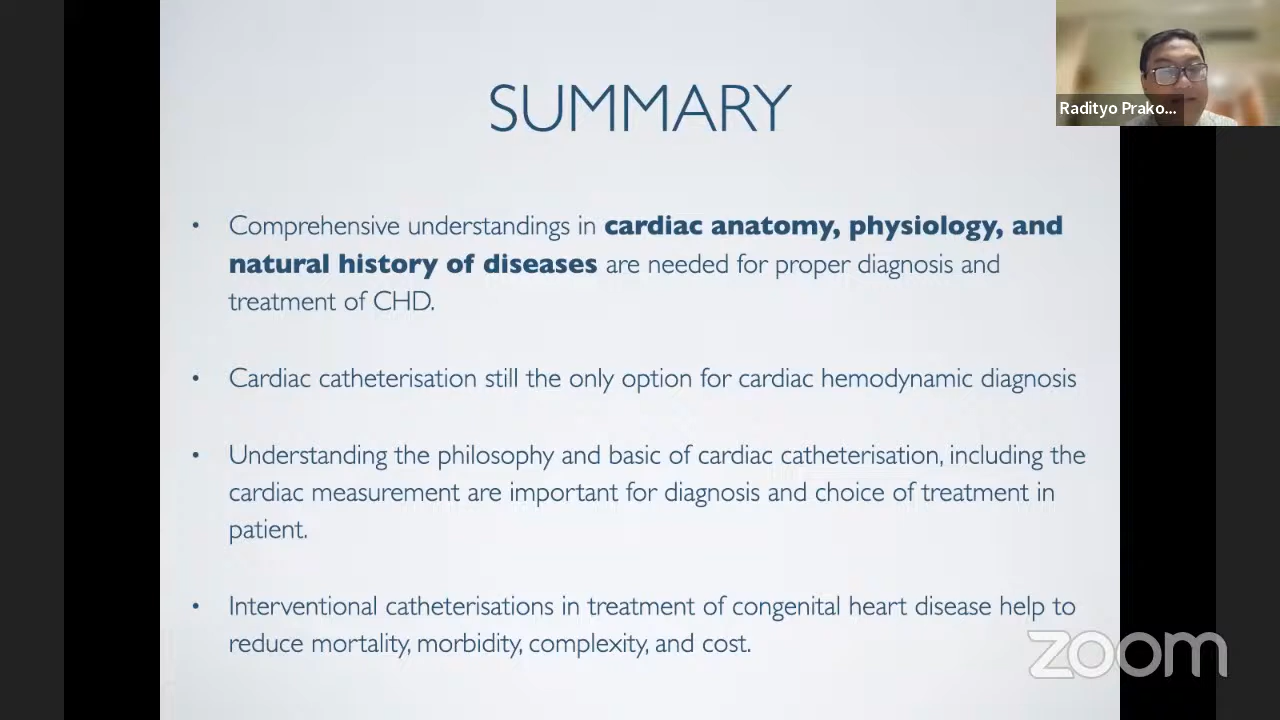 SUMMARY
Radityo Prako...
• Comprehensive understandings in cardiac anatomy, physiology, and
natural history of diseases are needed for proper diagnosis and
treatment of CHD.
• Cardiac catheterisation still the only option for cardiac hemodynamic diagnosis
• Understanding the philosophy and basic of cardiac catheterisation, including the
cardiac measurement are important for diagnosis and choice of treatment in
patient.
• Interventional catheterisations in treatment of congenital heart disease help to
reduce mortality, morbidity, complexity, and cost.
zoom